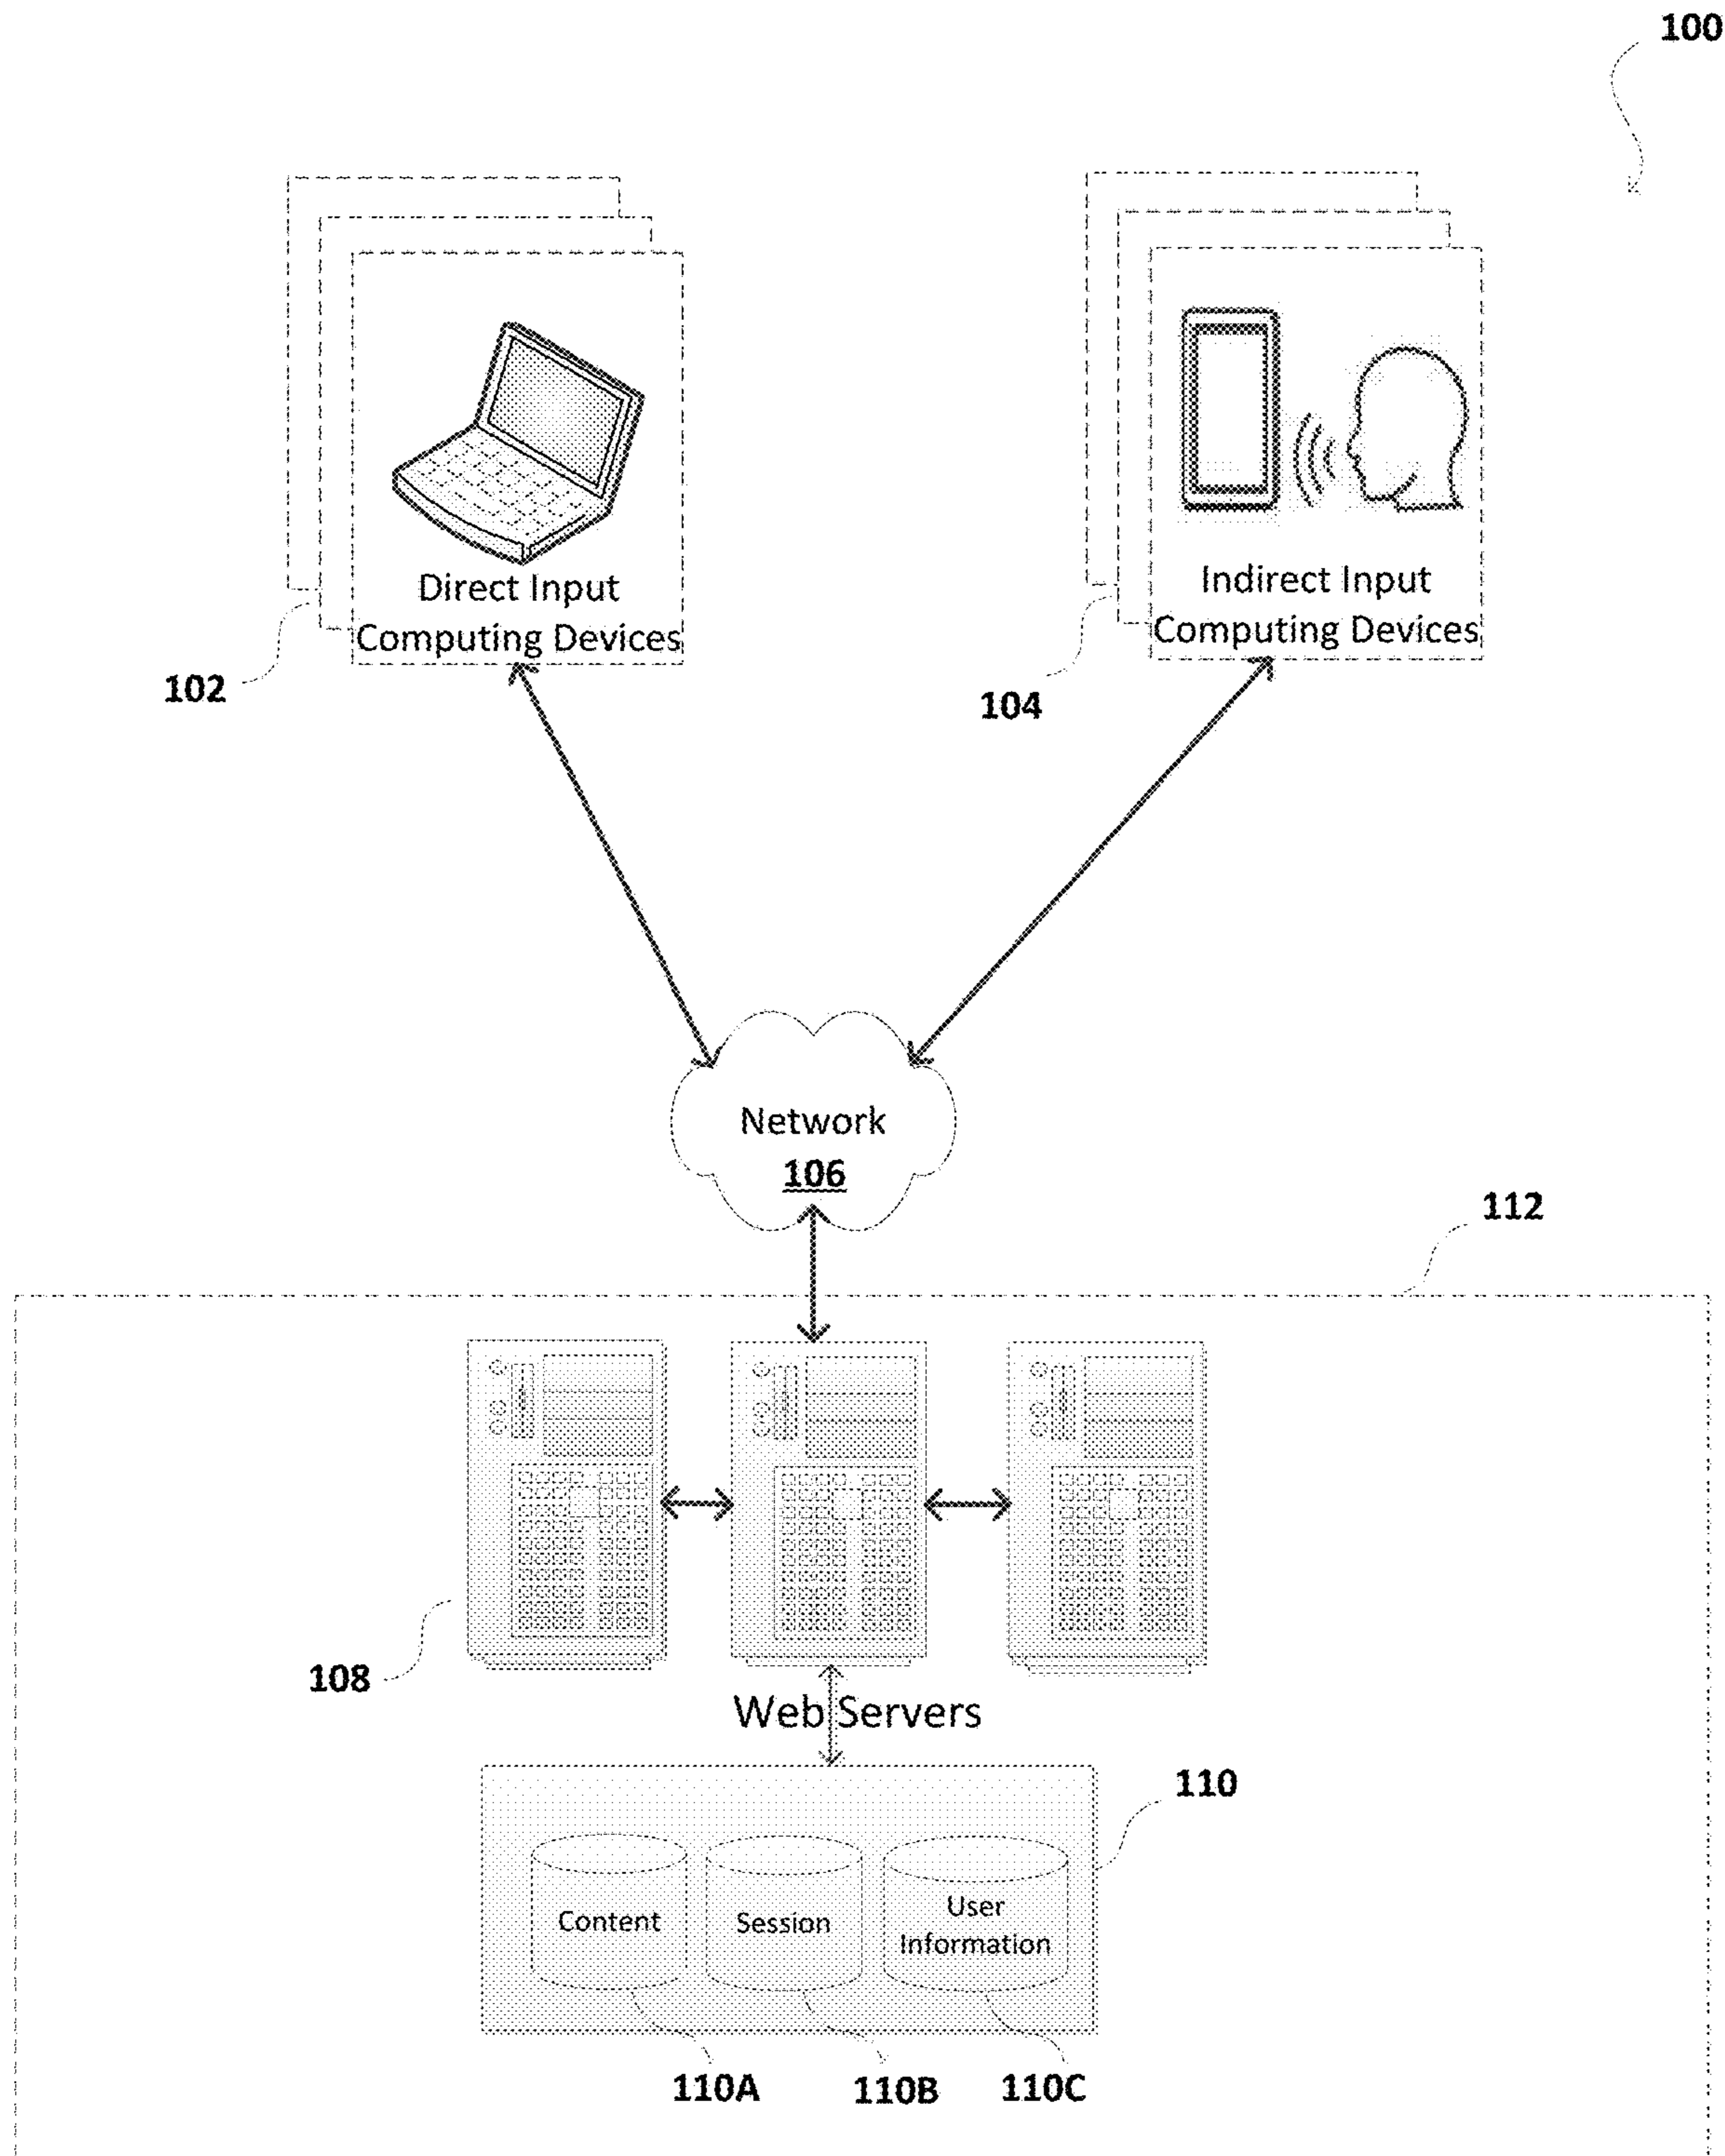 100
Direct Input
Computing Devices
102
Indirect Input
Computing Devices
104
Network
106
112
108
Web Servers
110
Content
Session
User
Information
110A
110B
110C